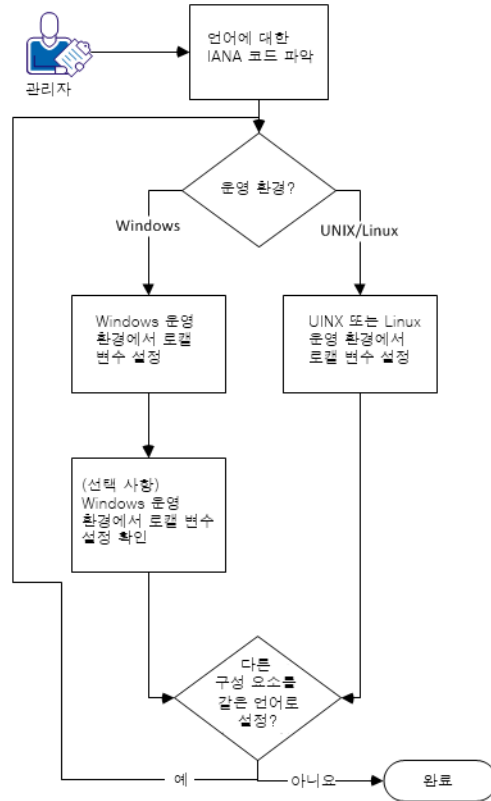 언어에 대한
IANA 코드 파악
관리자
운영 환경?
Windows
UNIX/Linux
Windows 운영
환경에서 로캘
변수 설정
UINX 또는 Linux
운영 환경에서
로캘 변수 설정
(선택 사항)
Windows 운영
환경에서 로캘 변수
설정 확인
다른
구성 요소를
같은 언어로
설정?
예
아니요
완료